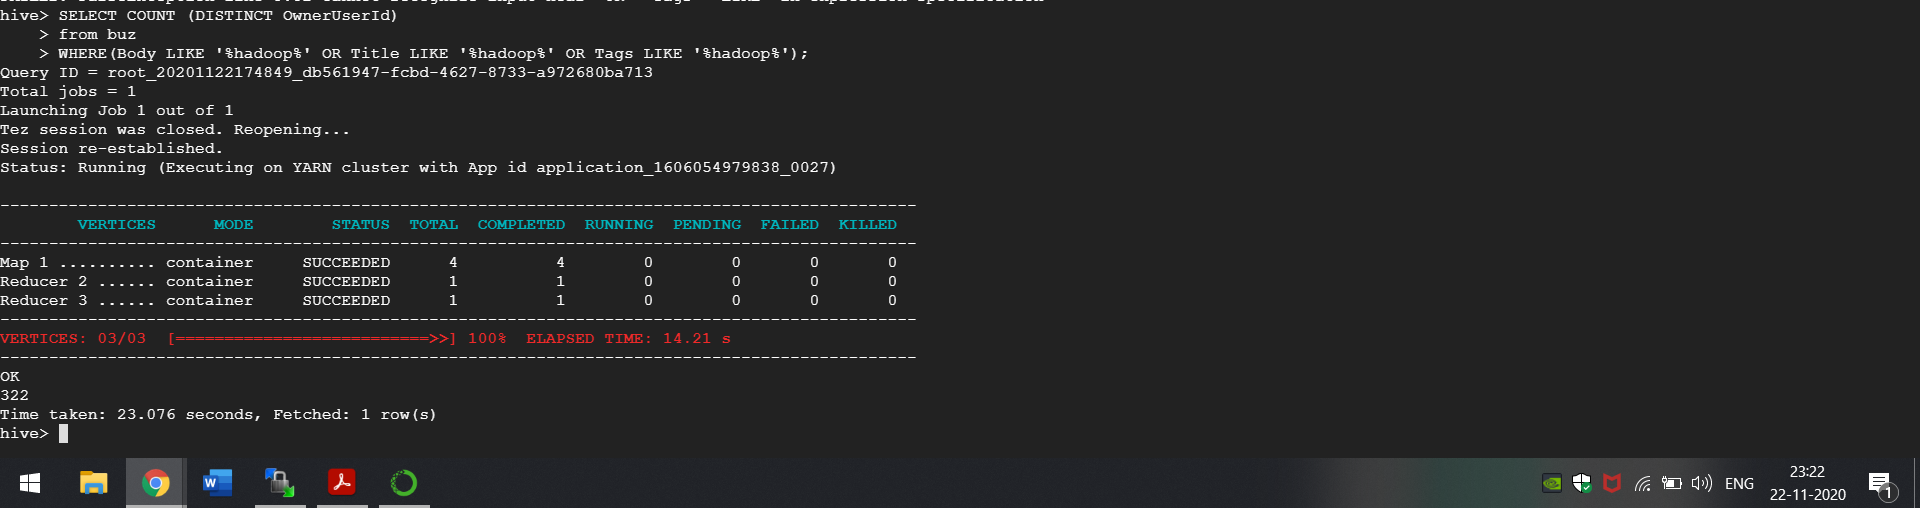 hive> SELECT COUNT (DISTINCT OwnerUserId)
    > from buz
    > WHERE(Body LIKE '%hadoop%' OR Title LIKE '%hadoop%' OR Tags LIKE '%hadoop%');
Query ID = root_20201122174849_db561947-fcbd-4627-8733-a972680ba713
Total jobs = 1
Launching Job 1 out of 1
Tez session was closed. Reopening...
Session re-established.
Status: Running (Executing on YARN cluster with App id application_1606054979838_0027)
----------------------------------------------------------------------------------------------
        VERTICES      MODE        STATUS  TOTAL  COMPLETED  RUNNING  PENDING  FAILED  KILLED
----------------------------------------------------------------------------------------------
Map 1 .......... container     SUCCEEDED      4          4        0        0       0       0
Reducer 2 ...... container     SUCCEEDED      1          1        0        0       0       0
Reducer 3 ...... container     SUCCEEDED      1          1        0        0       0       0
----------------------------------------------------------------------------------------------
VERTICES: 03/03  [==========================>>] 100%  ELAPSED TIME: 14.21 s
----------------------------------------------------------------------------------------------
OK
322
Time taken: 23.076 seconds, Fetched: 1 row(s)
hive>
W
ENG
23:22
22-11-2020
1